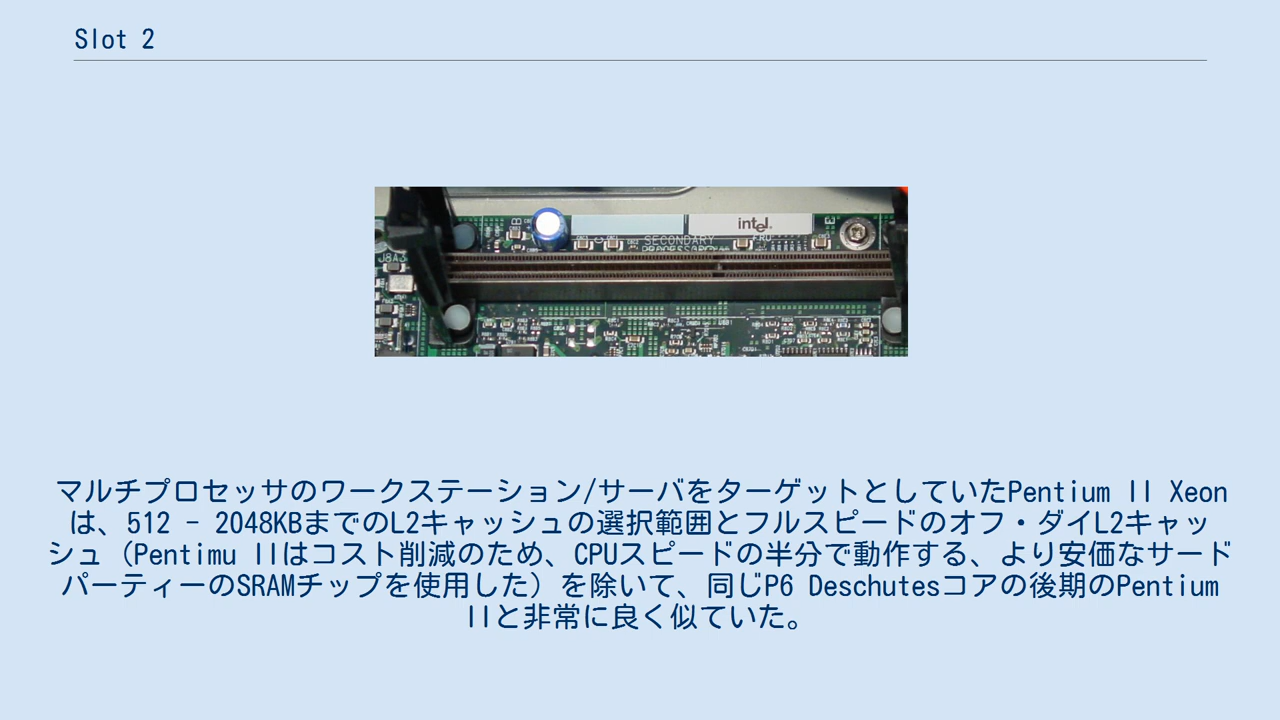 Slot 2
intel
SECONDARY
PROCESSOR
J8A3
マルチプロセッサのワークステーション/サーバをターゲットとしていたPentium II Xeon
は、512 - 2048KBまでのL2キャッシュの選択範囲とフルスピードのオフ・ダイL2キャッ
シュ（Pentimu IIはコスト削減のため、CPUスピードの半分で動作する、より安価なサード
パーティーのSRAMチップを使用した）を除いて、同じP6 Deschutesコアの後期のPentium
IIと非常に良く似ていた。